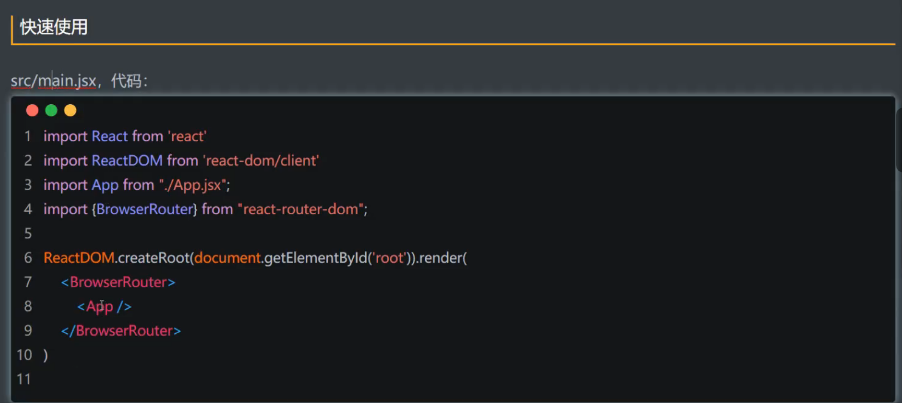 快速使用
src/main.jsx，代码：
1 import React from 'react'
2 import ReactDOM from 'react-dom/client'
3 import App from "./App.jsx";
4 import {BrowserRouter} from "react-router-dom";
5
6 ReactDOM.createRoot(document.getElementById('root')).render(
7     <BrowserRouter>
8         <App />
9     </BrowserRouter>
10 )
11